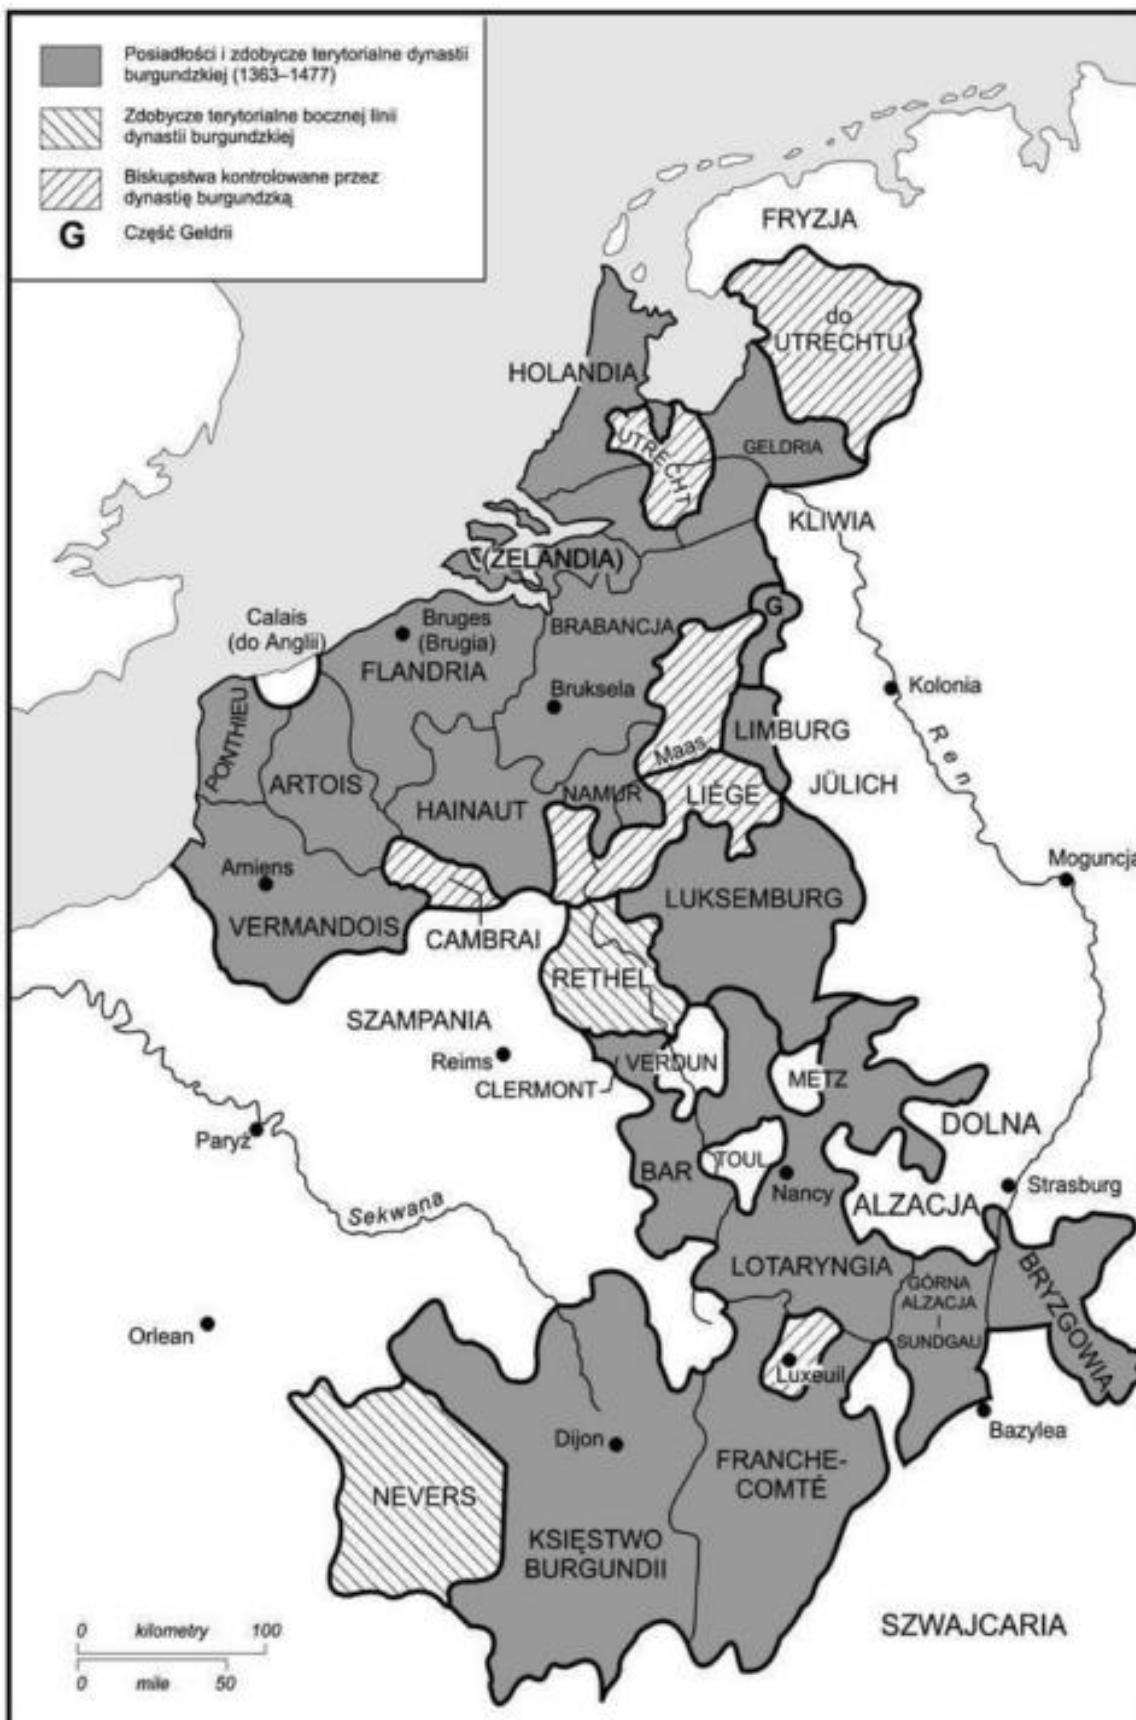 Posiadłości i zdobycze terytorialne dynastii
burgundzkiej (1363–1477)
Zdobycze terytorialne bocznej linii
dynastii burgundzkiej
Biskupstwa kontrolowane przez
dynastię burgundzką
G Część Geldrii
FRYZJA
do
UTRECHTU
HOLANDIA
UTRECHT
GELDRIA
KLIWIA
(ZELANDIA)
G
Calais
(do Anglii)
Bruges
(Brugia)
BRABANCJA
FLANDRIA
Bruksela
Kolonia
PONTHIEU
LIMBURG
Ren
Maas
ARTOIS
HAINAUT
NAMUR
LIÉGE
JÜLICH
Amiens
Moguncja
VERMANDOIS
LUKSEMBURG
CAMBRAI
RETHEL
SZAMPANIA
Reims
VERDUN
METZ
CLERMONT
DOLNA
Paryż
BAR
TOUL
Nancy
Strasburg
ALZACJA
Sekwana
LOTARYNGIA
GÓRNA
ALZACJA
I
SUNDGAU
BRYZGOWIA
Orlean
Luxeuil
Bazylea
Dijon
FRANCHE-
COMTÉ
NEVERS
KSIĘSTWO
BURGUNDII
SZWAJCARIA
0 kilometry 100
0 mile 50